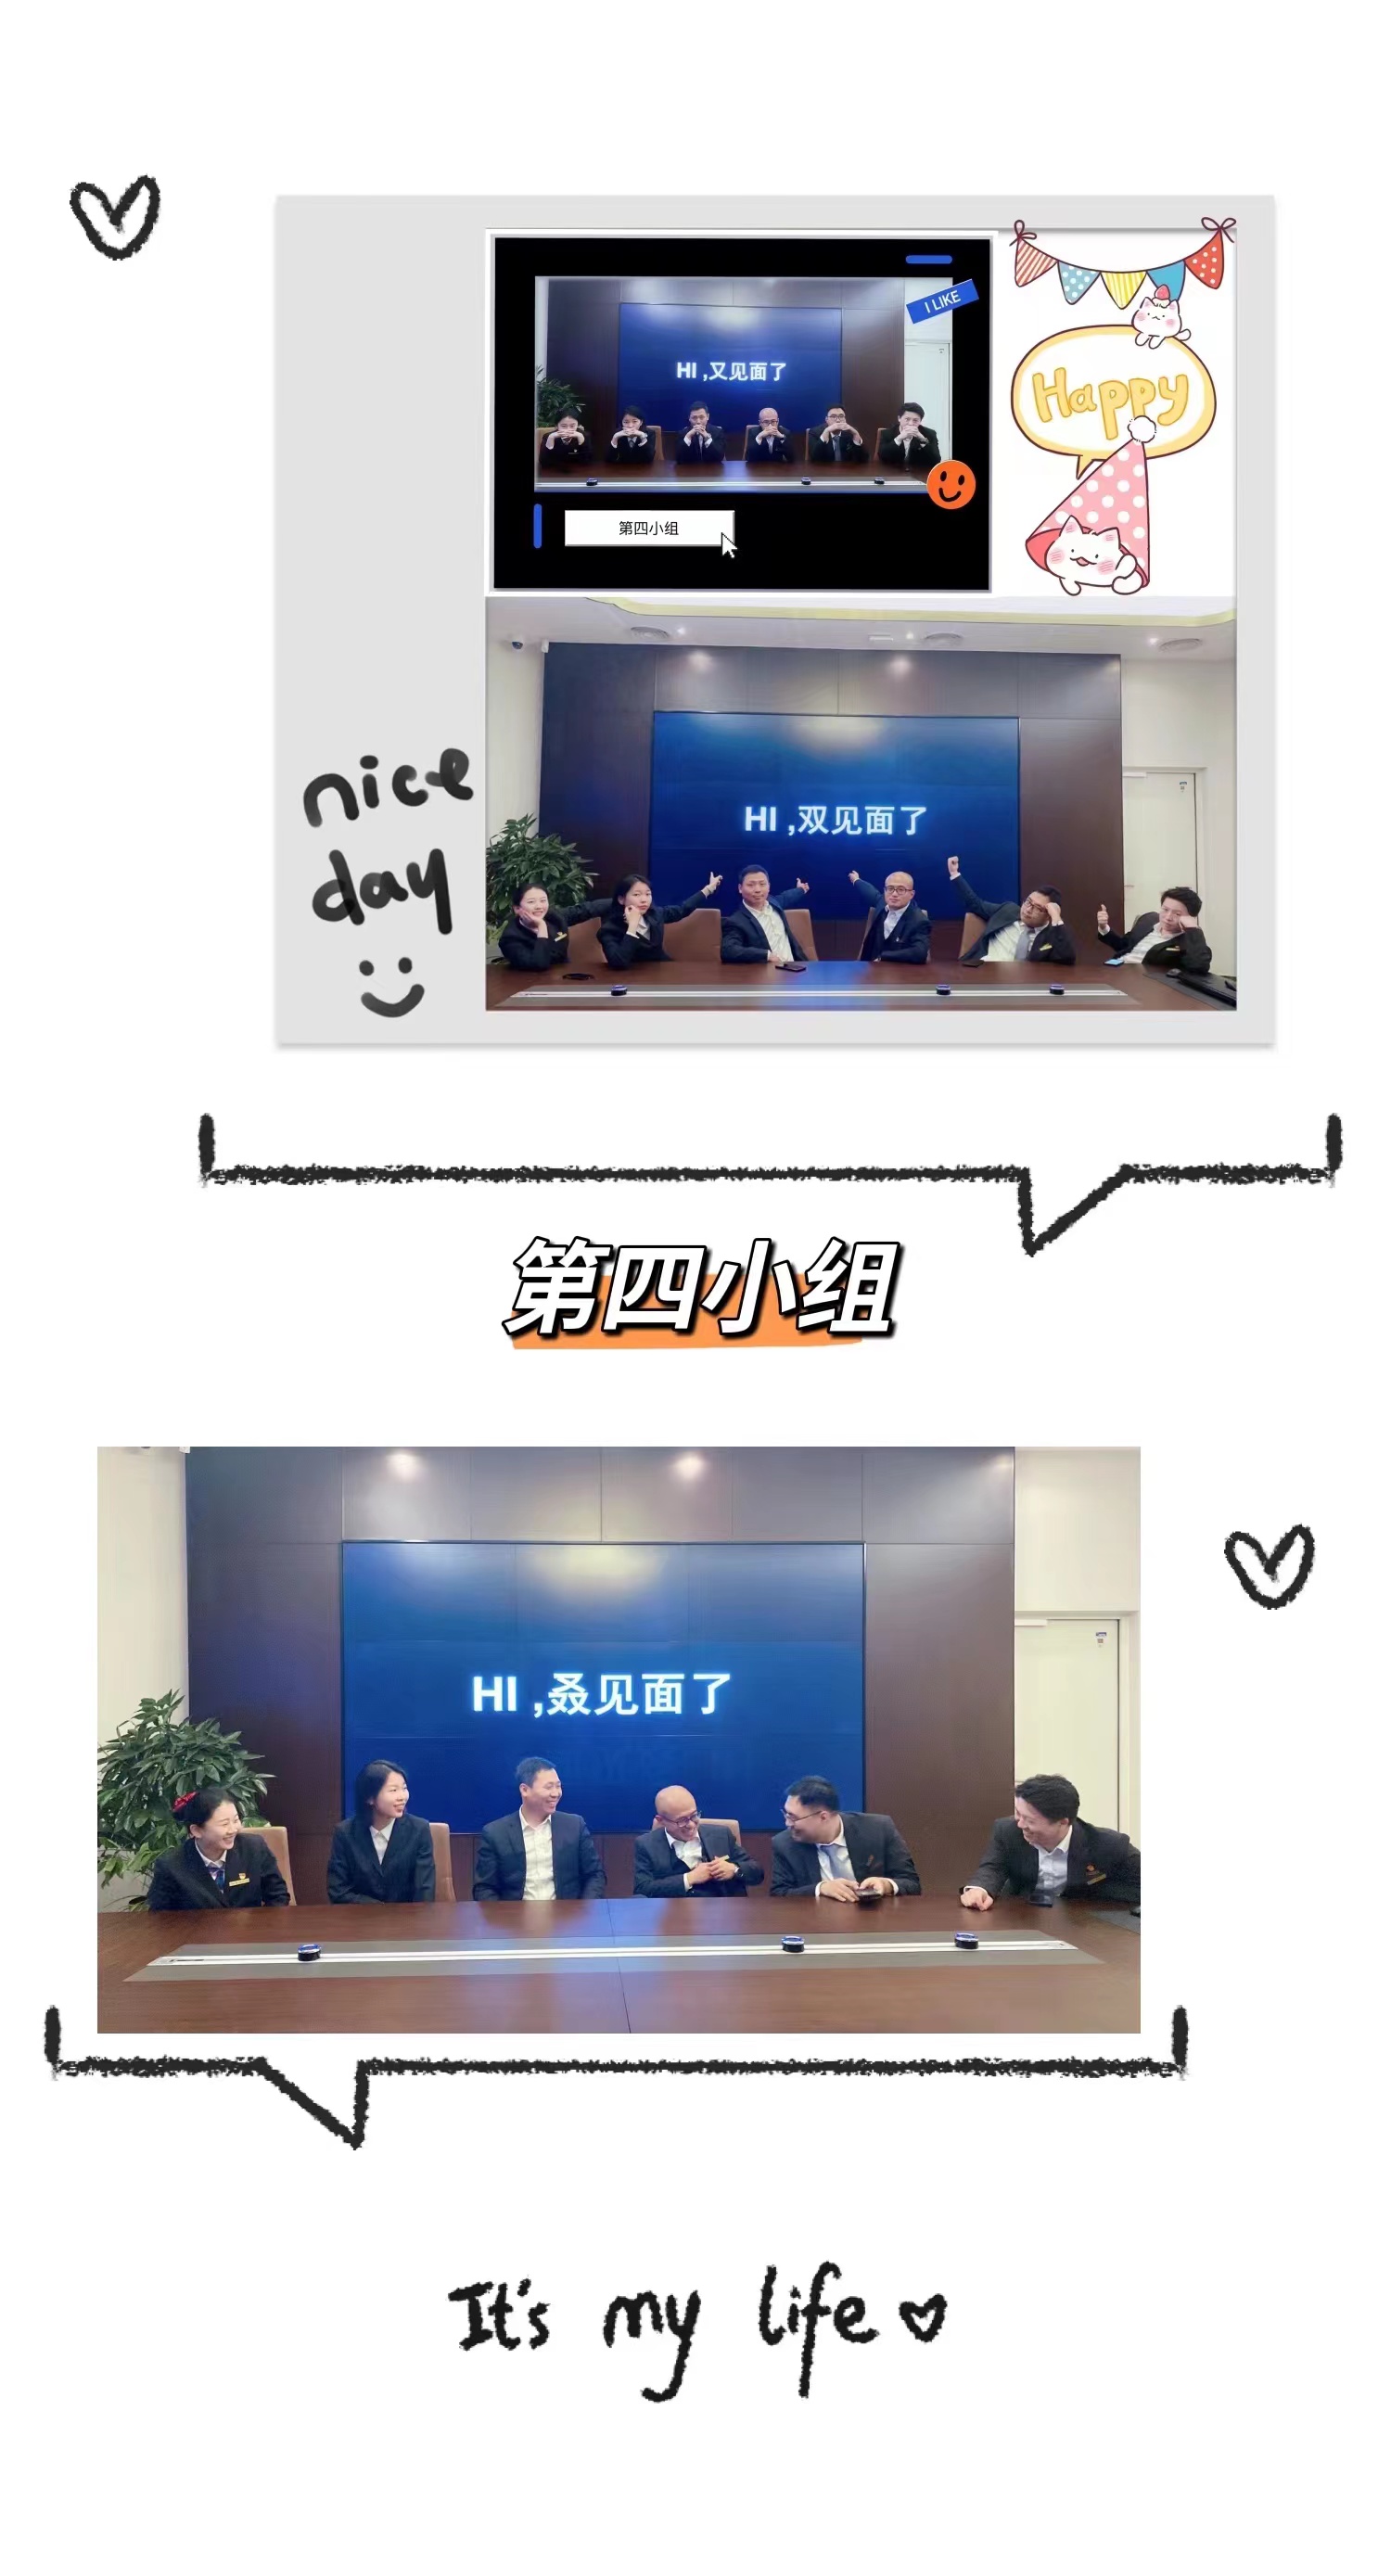 I LIKE
HI ,又见面了
Happy
第四小组
HI ,双见面了
nice
day
第四小组
HI ,叒见面了
It's my life